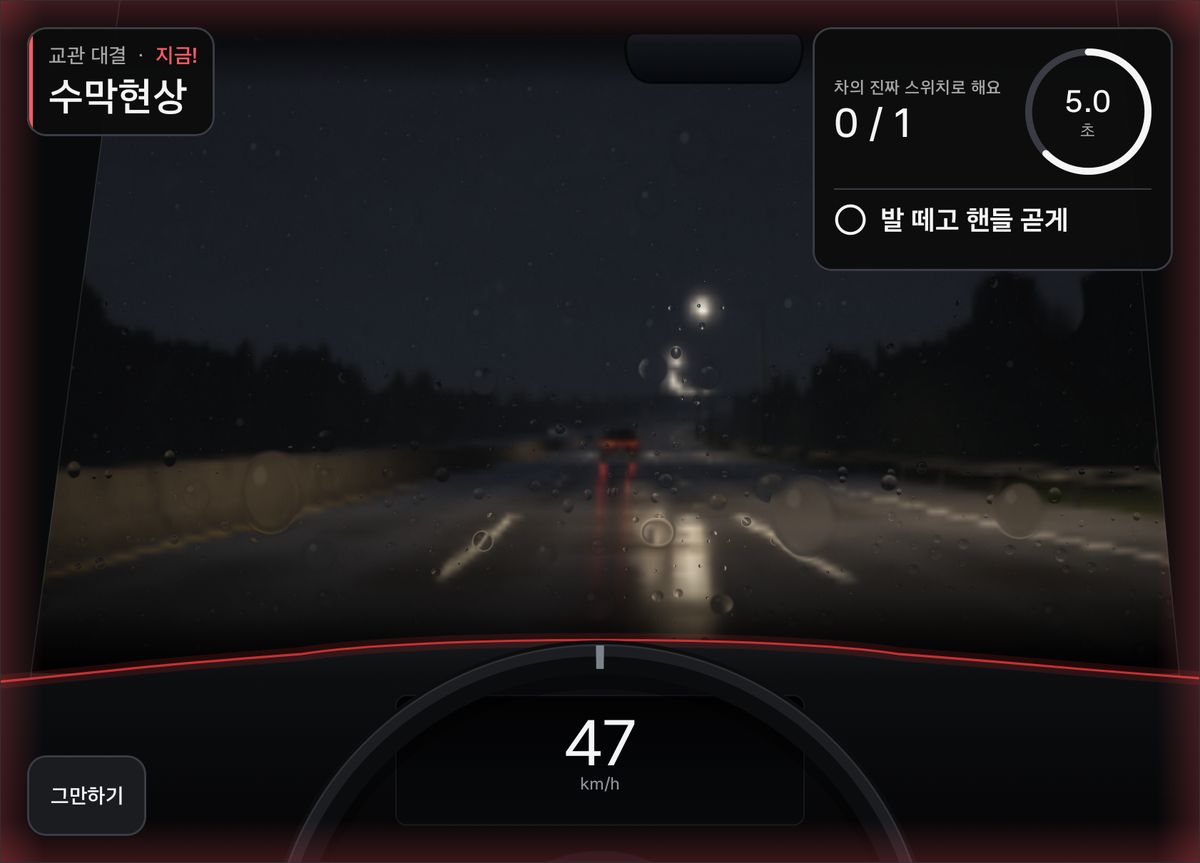 교관 대결 · 지금!
수막현상
차의 진짜 스위치로 해요
0 / 1
5.0
초
발 떼고 핸들 곧게
47
km/h
그만하기